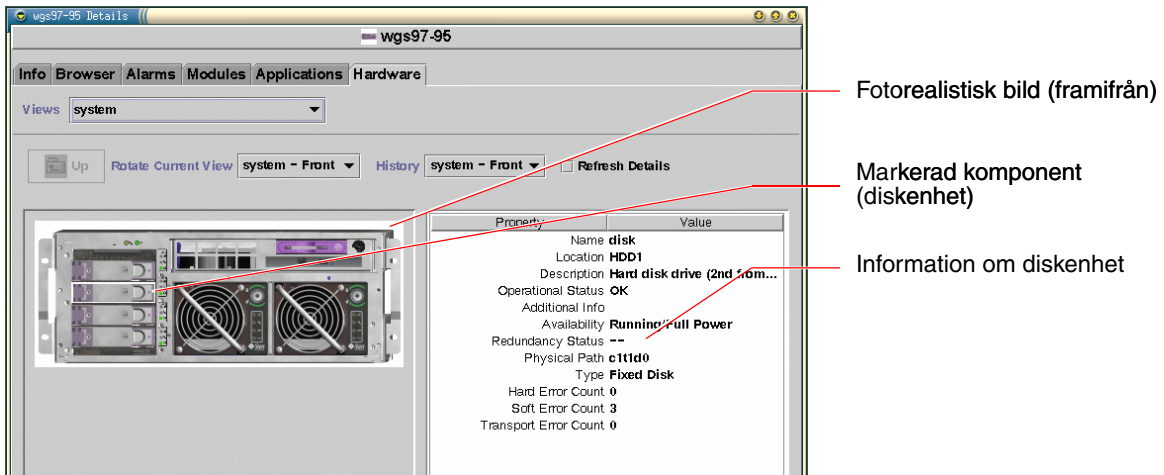 wgs97-95 Details
wgs97-95
Info Browser Alarms Modules Applications Hardware
Views system
Up Rotate Current View system - Front History system - Front Refresh Details
Property Value
Name disk
Location HDD1
Description Hard disk drive (2nd from...
Operational Status OK
Additional Info
Availability Running/Full Power
Redundancy Status --
Physical Path c1t1d0
Type Fixed Disk
Hard Error Count 0
Soft Error Count 3
Transport Error Count 0
Fotorealistisk bild (framifrån)
Markerad komponent
(diskenhet)
Information om diskenhet